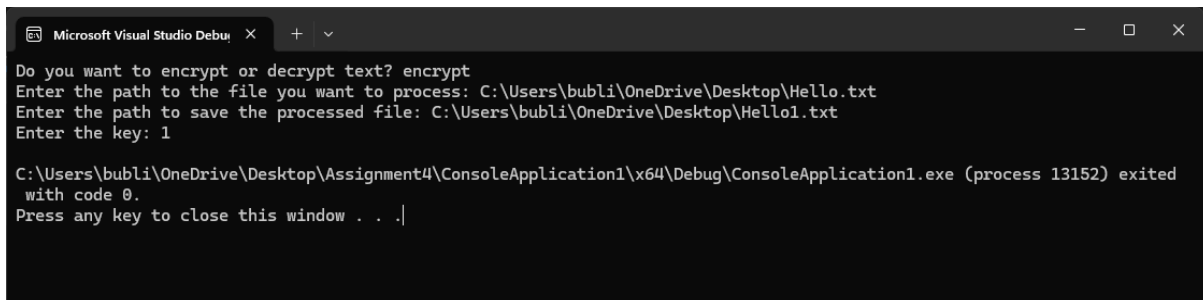 Microsoft Visual Studio Debu
Do you want to encrypt or decrypt text? encrypt
Enter the path to the file you want to process: C:\Users\bubli\OneDrive\Desktop\Hello.txt
Enter the path to save the processed file: C:\Users\bubli\OneDrive\Desktop\Hello1.txt
Enter the key: 1
C:\Users\bubli\OneDrive\Desktop\Assignment4\ConsoleApplication1\x64\Debug\ConsoleApplication1.exe (process 13152) exited
with code 0.
Press any key to close this window . . .